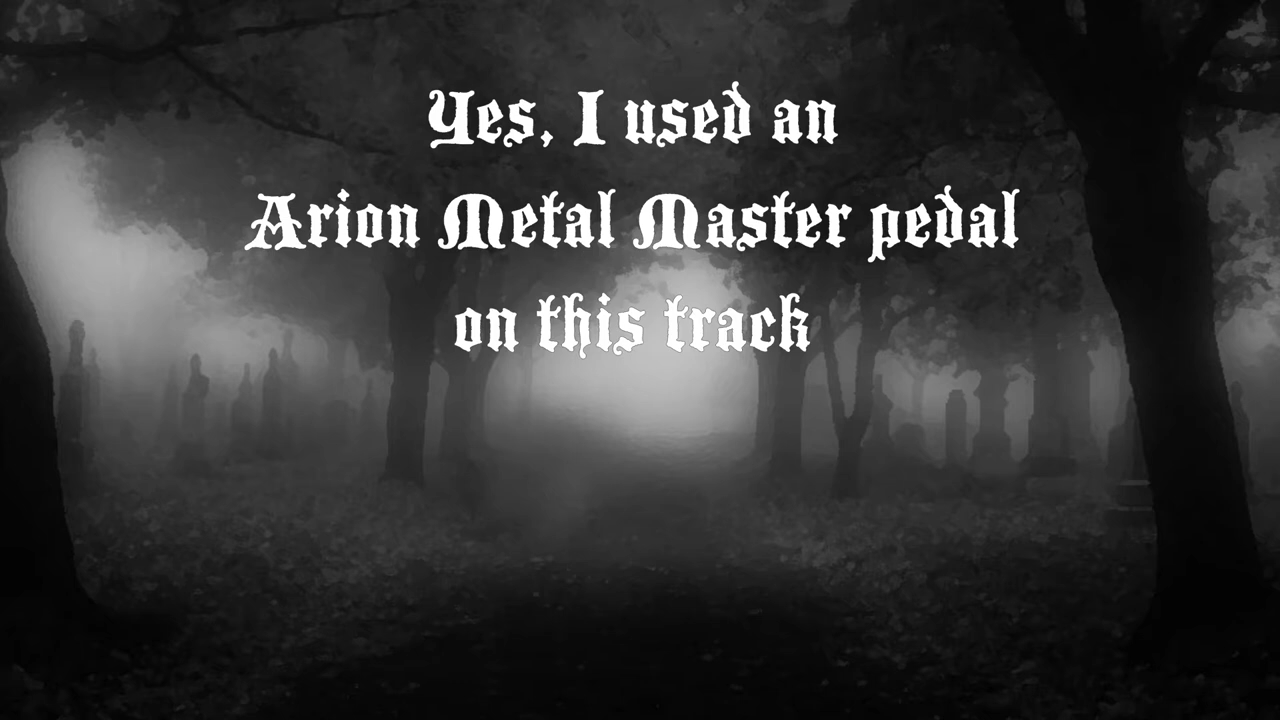 Yes, I used an
Arion Metal Master pedal
on this track